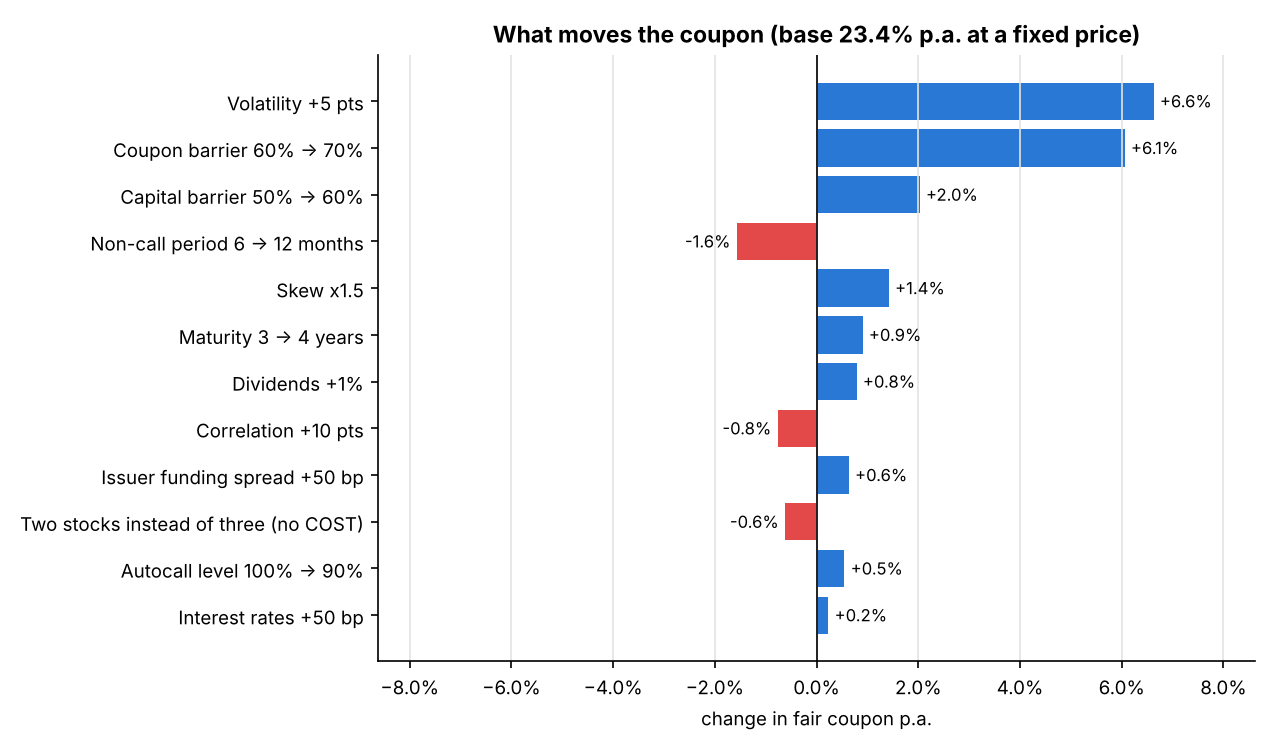 What moves the coupon (base 23.4% p.a. at a fixed price)
Volatility +5 pts
+6.6%
Coupon barrier 60% → 70%
+6.1%
Capital barrier 50% → 60%
+2.0%
Non-call period 6 → 12 months
-1.6%
Skew x1.5
+1.4%
Maturity 3 → 4 years
+0.9%
Dividends +1%
+0.8%
Correlation +10 pts
-0.8%
Issuer funding spread +50 bp
+0.6%
Two stocks instead of three (no COST)
-0.6%
Autocall level 100% → 90%
+0.5%
Interest rates +50 bp
+0.2%
−8.0% −6.0% −4.0% −2.0% 0.0% 2.0% 4.0% 6.0% 8.0%
change in fair coupon p.a.